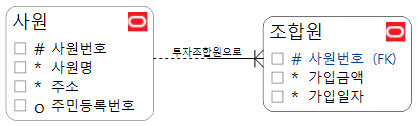 사원
# 사원번호
* 사원명
* 주소
o 주민등록번호
투자조합원으로
조합원
# 사원번호 (FK)
* 가입금액
* 가입일자